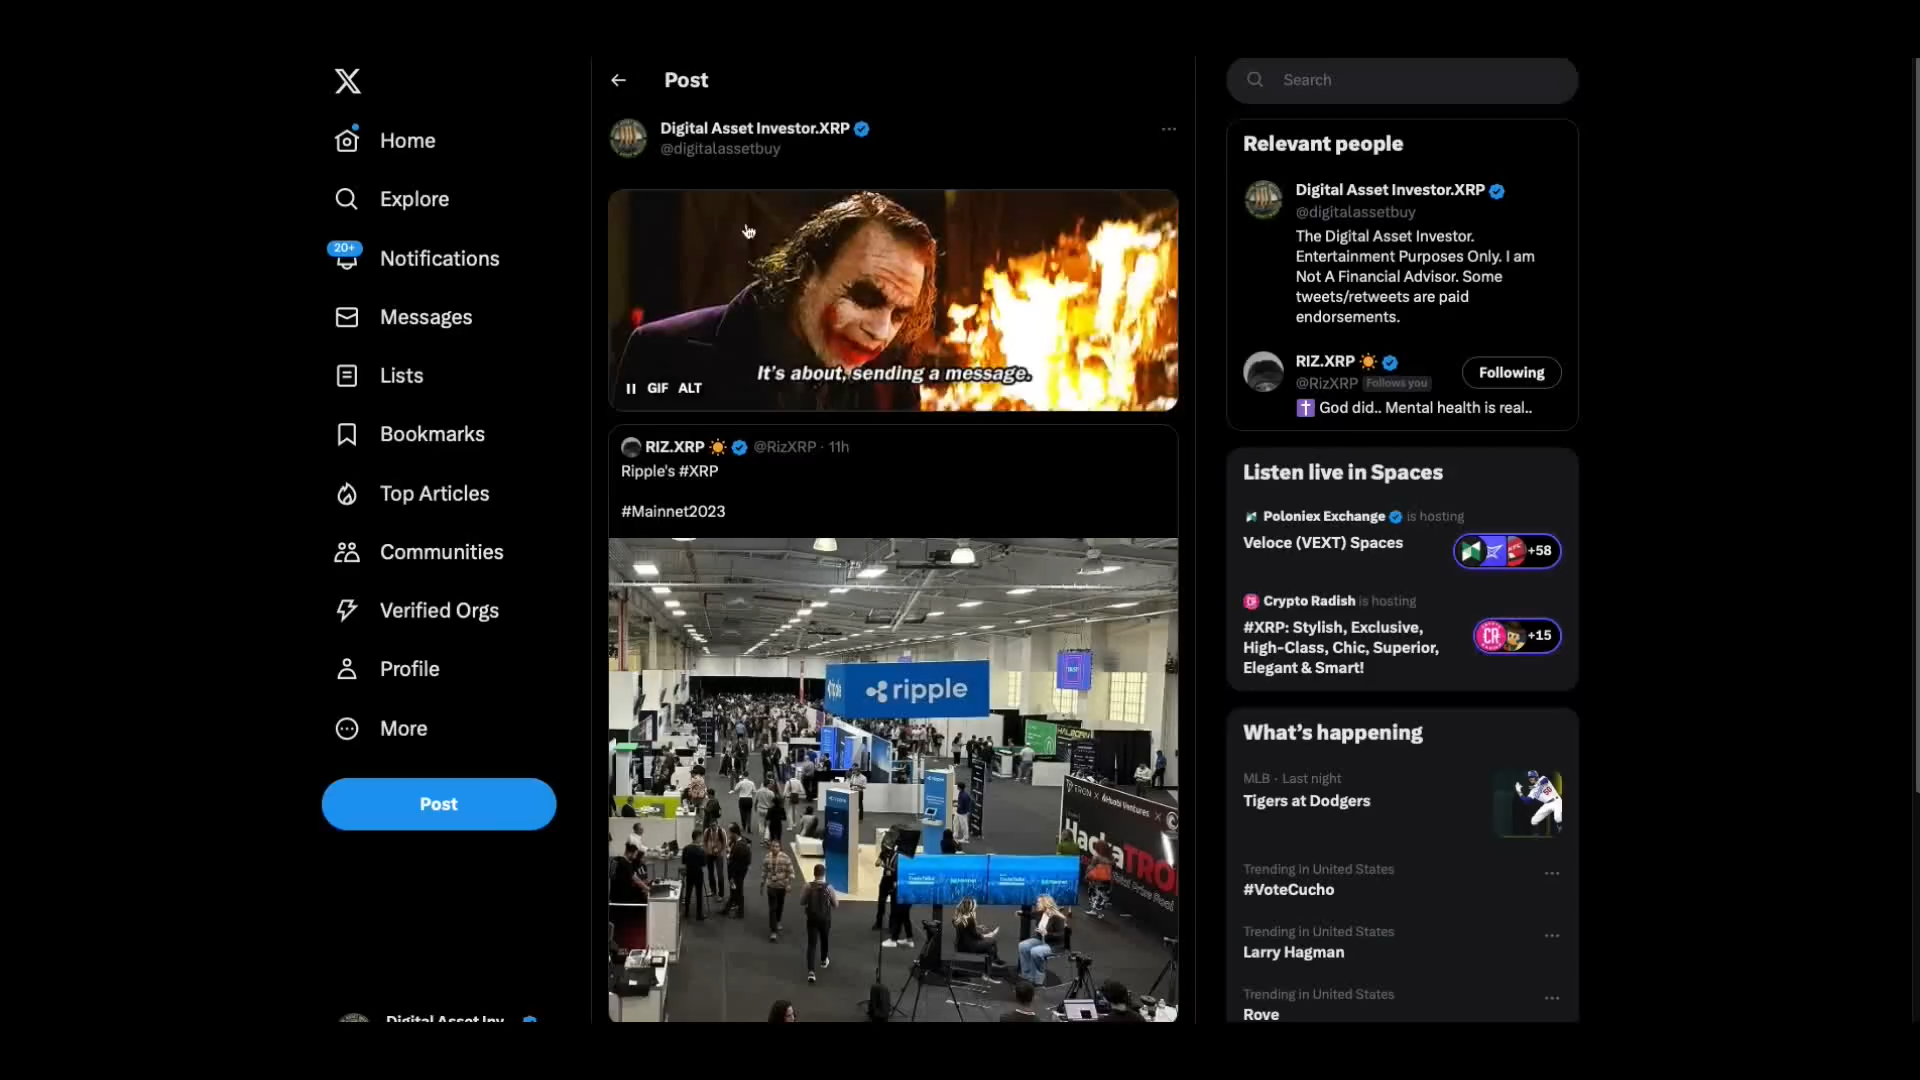 Home
Explore
20+
Notifications
Messages
Lists
Bookmarks
Top Articles
Communities
Verified Orgs
Profile
More
Post
Post
Digital Asset Investor.XRP
@digitalassetbuy
It's about, sending a message.
GIF ALT
RIZ.XRP @RizXRP · 11h
Ripple's #XRP
#Mainnet2023
ripple
TRON X
HackaTRON
Search
Relevant people
Digital Asset Investor.XRP
@digitalassetbuy
The Digital Asset Investor.
Entertainment Purposes Only. I am
Not A Financial Advisor. Some
tweets/retweets are paid
endorsements.
RIZ.XRP
@RizXRP Follows you
Following
God did.. Mental health is real..
Listen live in Spaces
Poloniex Exchange is hosting
Veloce (VEXT) Spaces
+58
Crypto Radish is hosting
#XRP: Stylish, Exclusive,
High-Class, Chic, Superior,
Elegant & Smart!
CR
+15
What's happening
MLB · Last night
Tigers at Dodgers
Trending in United States
#VoteCucho
Trending in United States
Larry Hagman
Trending in United States
Rove